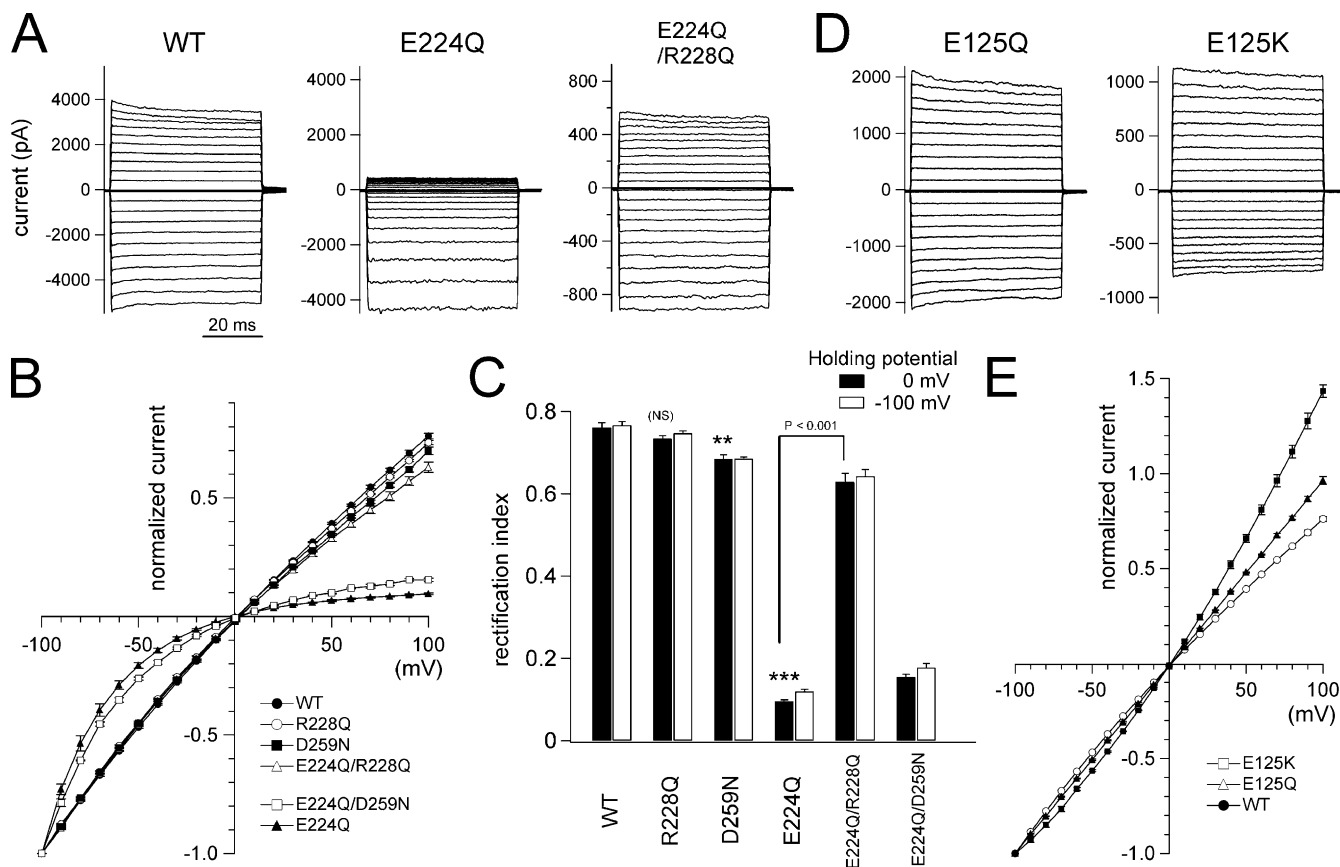 A
WT
E224Q
E224Q
/R228Q
current (pA)
4000
2000
0
-2000
-4000
20 ms
4000
2000
0
-2000
-4000
800
400
0
-400
-800
D
E125Q
E125K
2000
1000
0
-1000
-2000
1000
500
0
-500
-1000
B
normalized current
0.5
-0.5
-1.0
-100
-50
50
100
(mV)
WT
R228Q
D259N
E224Q/R228Q
E224Q/D259N
E224Q
C
Holding potential
0 mV
-100 mV
rectification index
0.8
0.6
0.4
0.2
0
(NS)
**
***
P < 0.001
WT
R228Q
D259N
E224Q
E224Q/R228Q
E224Q/D259N
E
normalized current
1.5
1.0
0.5
-0.5
-1.0
-100
-50
50
100
(mV)
E125K
E125Q
WT